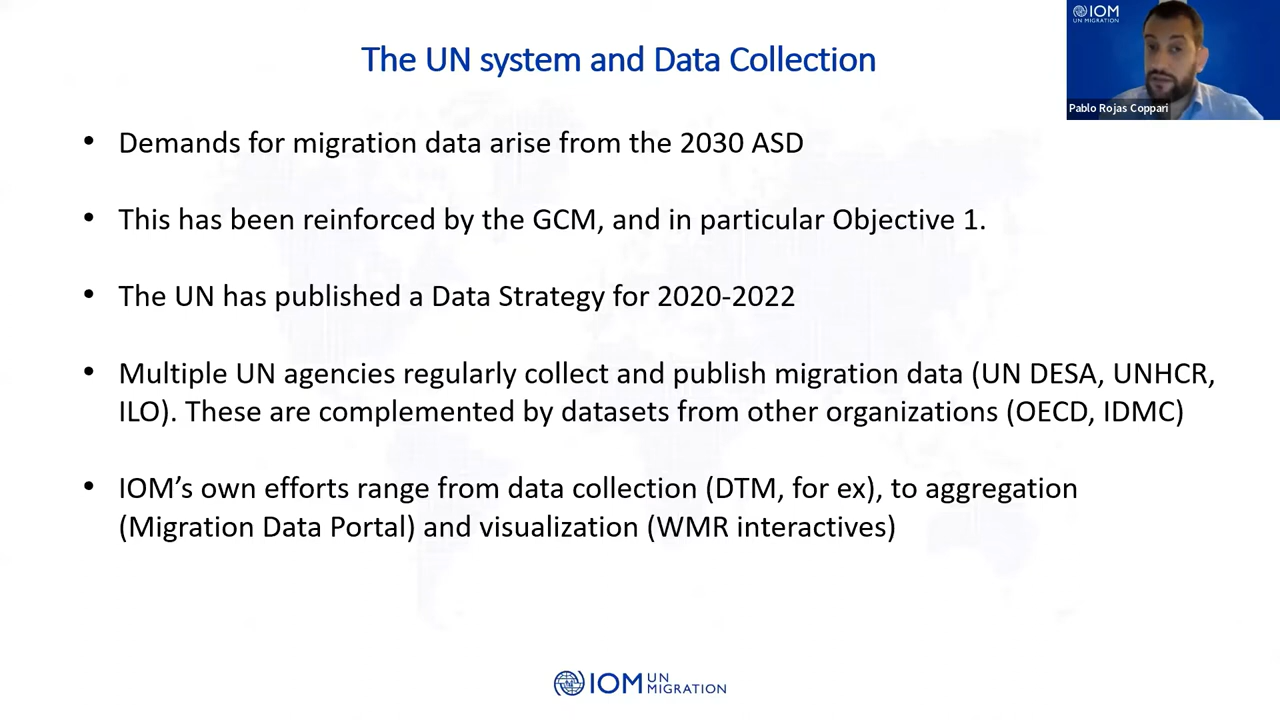 The UN system and Data Collection
IOM
UN MIGRATION
Pablo Rojas Coppari
• Demands for migration data arise from the 2030 ASD
• This has been reinforced by the GCM, and in particular Objective 1.
• The UN has published a Data Strategy for 2020-2022
• Multiple UN agencies regularly collect and publish migration data (UN DESA, UNHCR,
ILO). These are complemented by datasets from other organizations (OECD, IDMC)
• IOM’s own efforts range from data collection (DTM, for ex), to aggregation
(Migration Data Portal) and visualization (WMR interactives)
IOM UN
MIGRATION